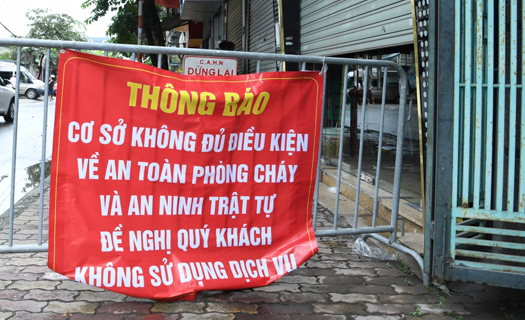 C.A.H.N
DỪNG LẠI
THÔNG BÁO
CƠ SỞ KHÔNG ĐỦ ĐIỀU KIỆN
VỀ AN TOÀN PHÒNG CHÁY
VÀ AN NINH TRẬT TỰ
ĐỀ NGHỊ QUÝ KHÁCH
KHÔNG SỬ DỤNG DỊCH VỤ